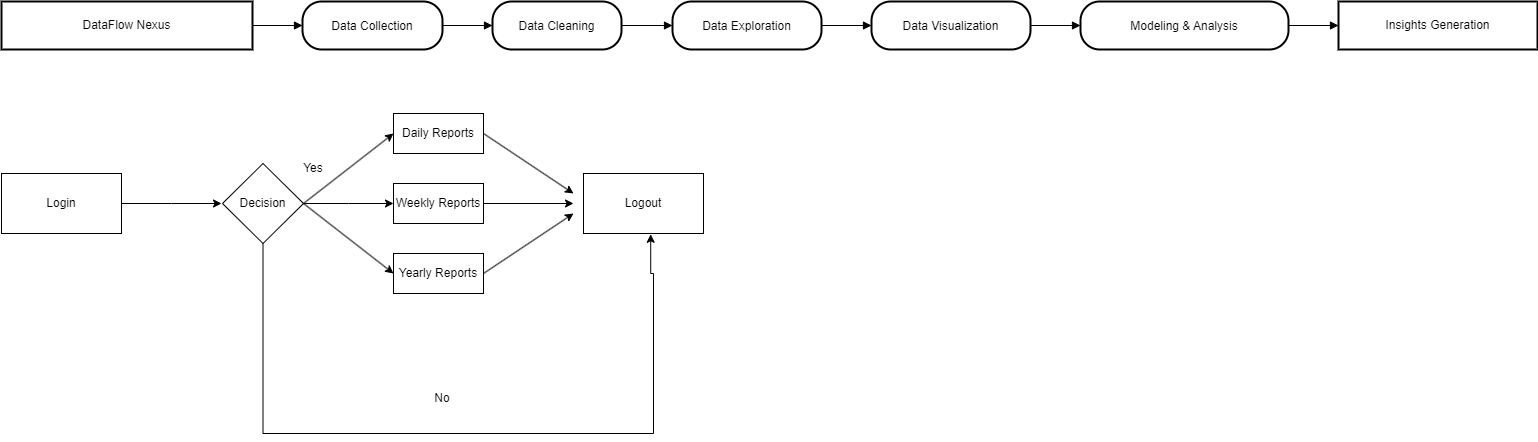 DataFlow Nexus
Data Collection
Data Cleaning
Data Exploration
Data Visualization
Modeling & Analysis
Insights Generation
Daily Reports
Yes
Login
Decision
Weekly Reports
Logout
Yearly Reports
No